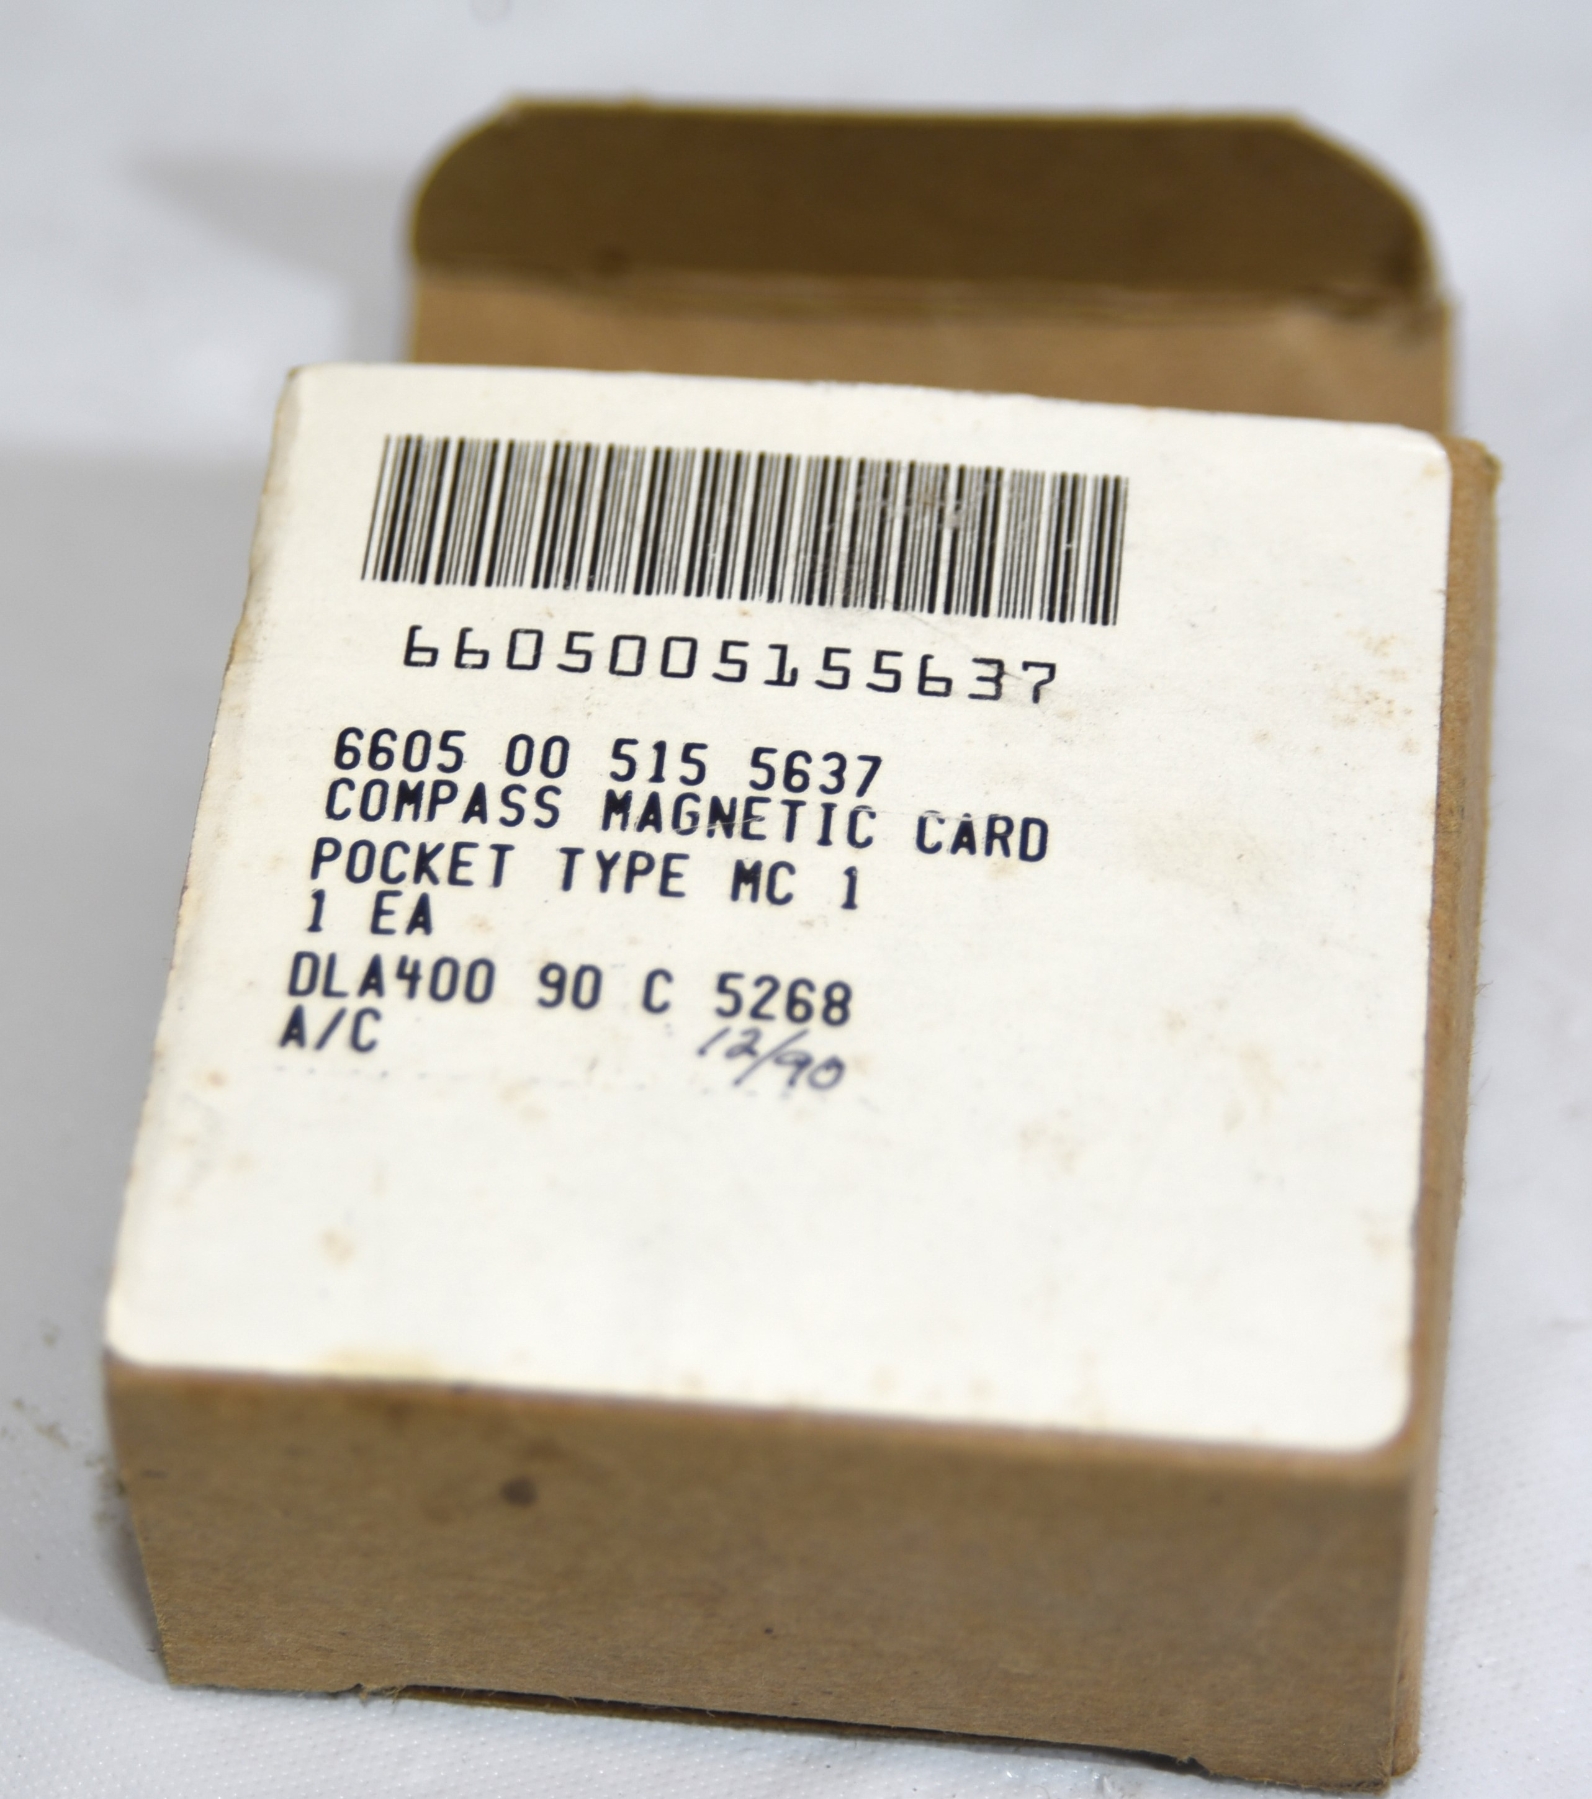 6605005155637
6605 00 515 5637
COMPASS MAGNETIC CARD
POCKET TYPE MC 1
1 EA
DLA400 90 C 5268
A/C 12/90